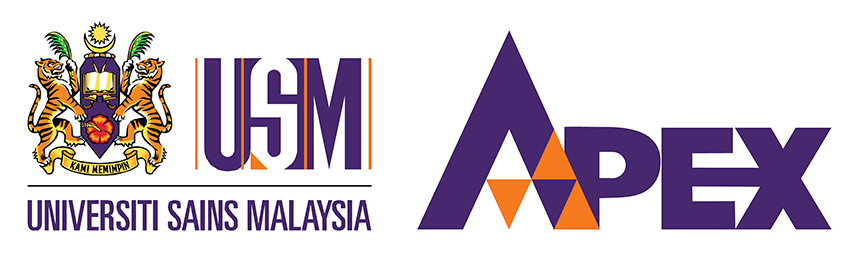 KAMI MEMIMPIN
USM
UNIVERSITI SAINS MALAYSIA
APEX